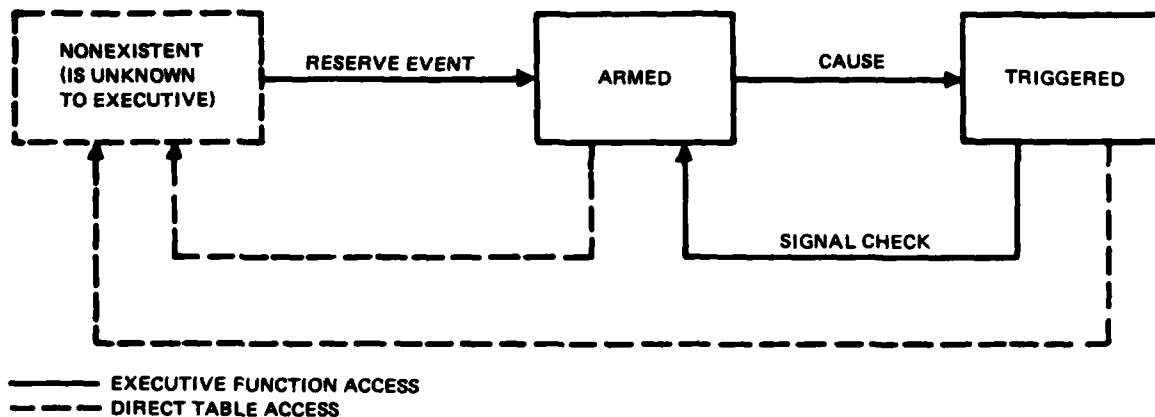 NONEXISTENT
(IS UNKNOWN
TO EXECUTIVE)
RESERVE EVENT
ARMED
CAUSE
TRIGGERED
SIGNAL CHECK
EXECUTIVE FUNCTION ACCESS
DIRECT TABLE ACCESS